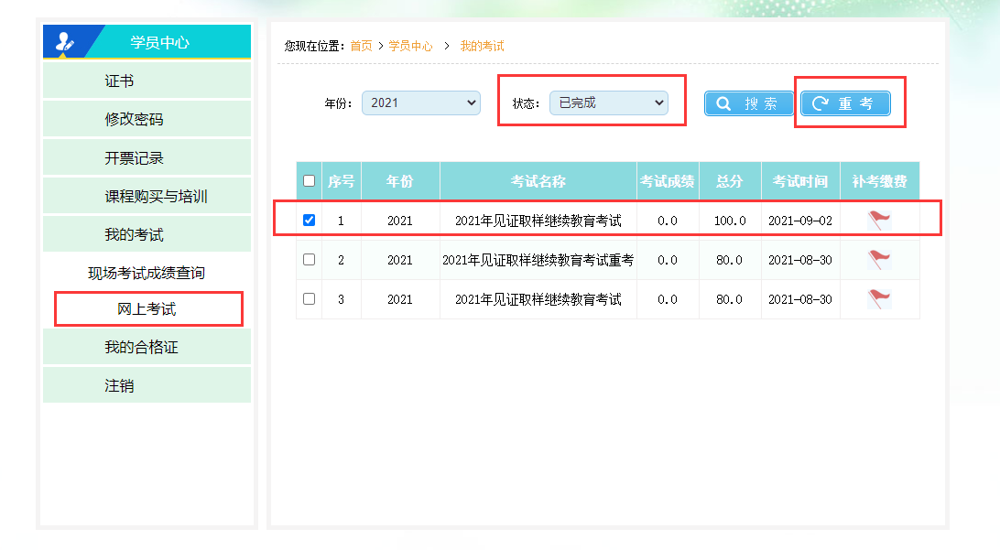 学员中心
证书
修改密码
开票记录
课程购买与培训
我的考试
现场考试成绩查询
网上考试
我的合格证
注销
您现在位置：首页 > 学员中心 > 我的考试
年份： 2021 状态： 已完成 搜 索 重 考
序号 年份 考试名称 考试成绩 总分 考试时间 补考缴费
1 2021 2021年见证取样继续教育考试 0.0 100.0 2021-09-02
2 2021 2021年见证取样继续教育考试重考 0.0 80.0 2021-08-30
3 2021 2021年见证取样继续教育考试 0.0 80.0 2021-08-30